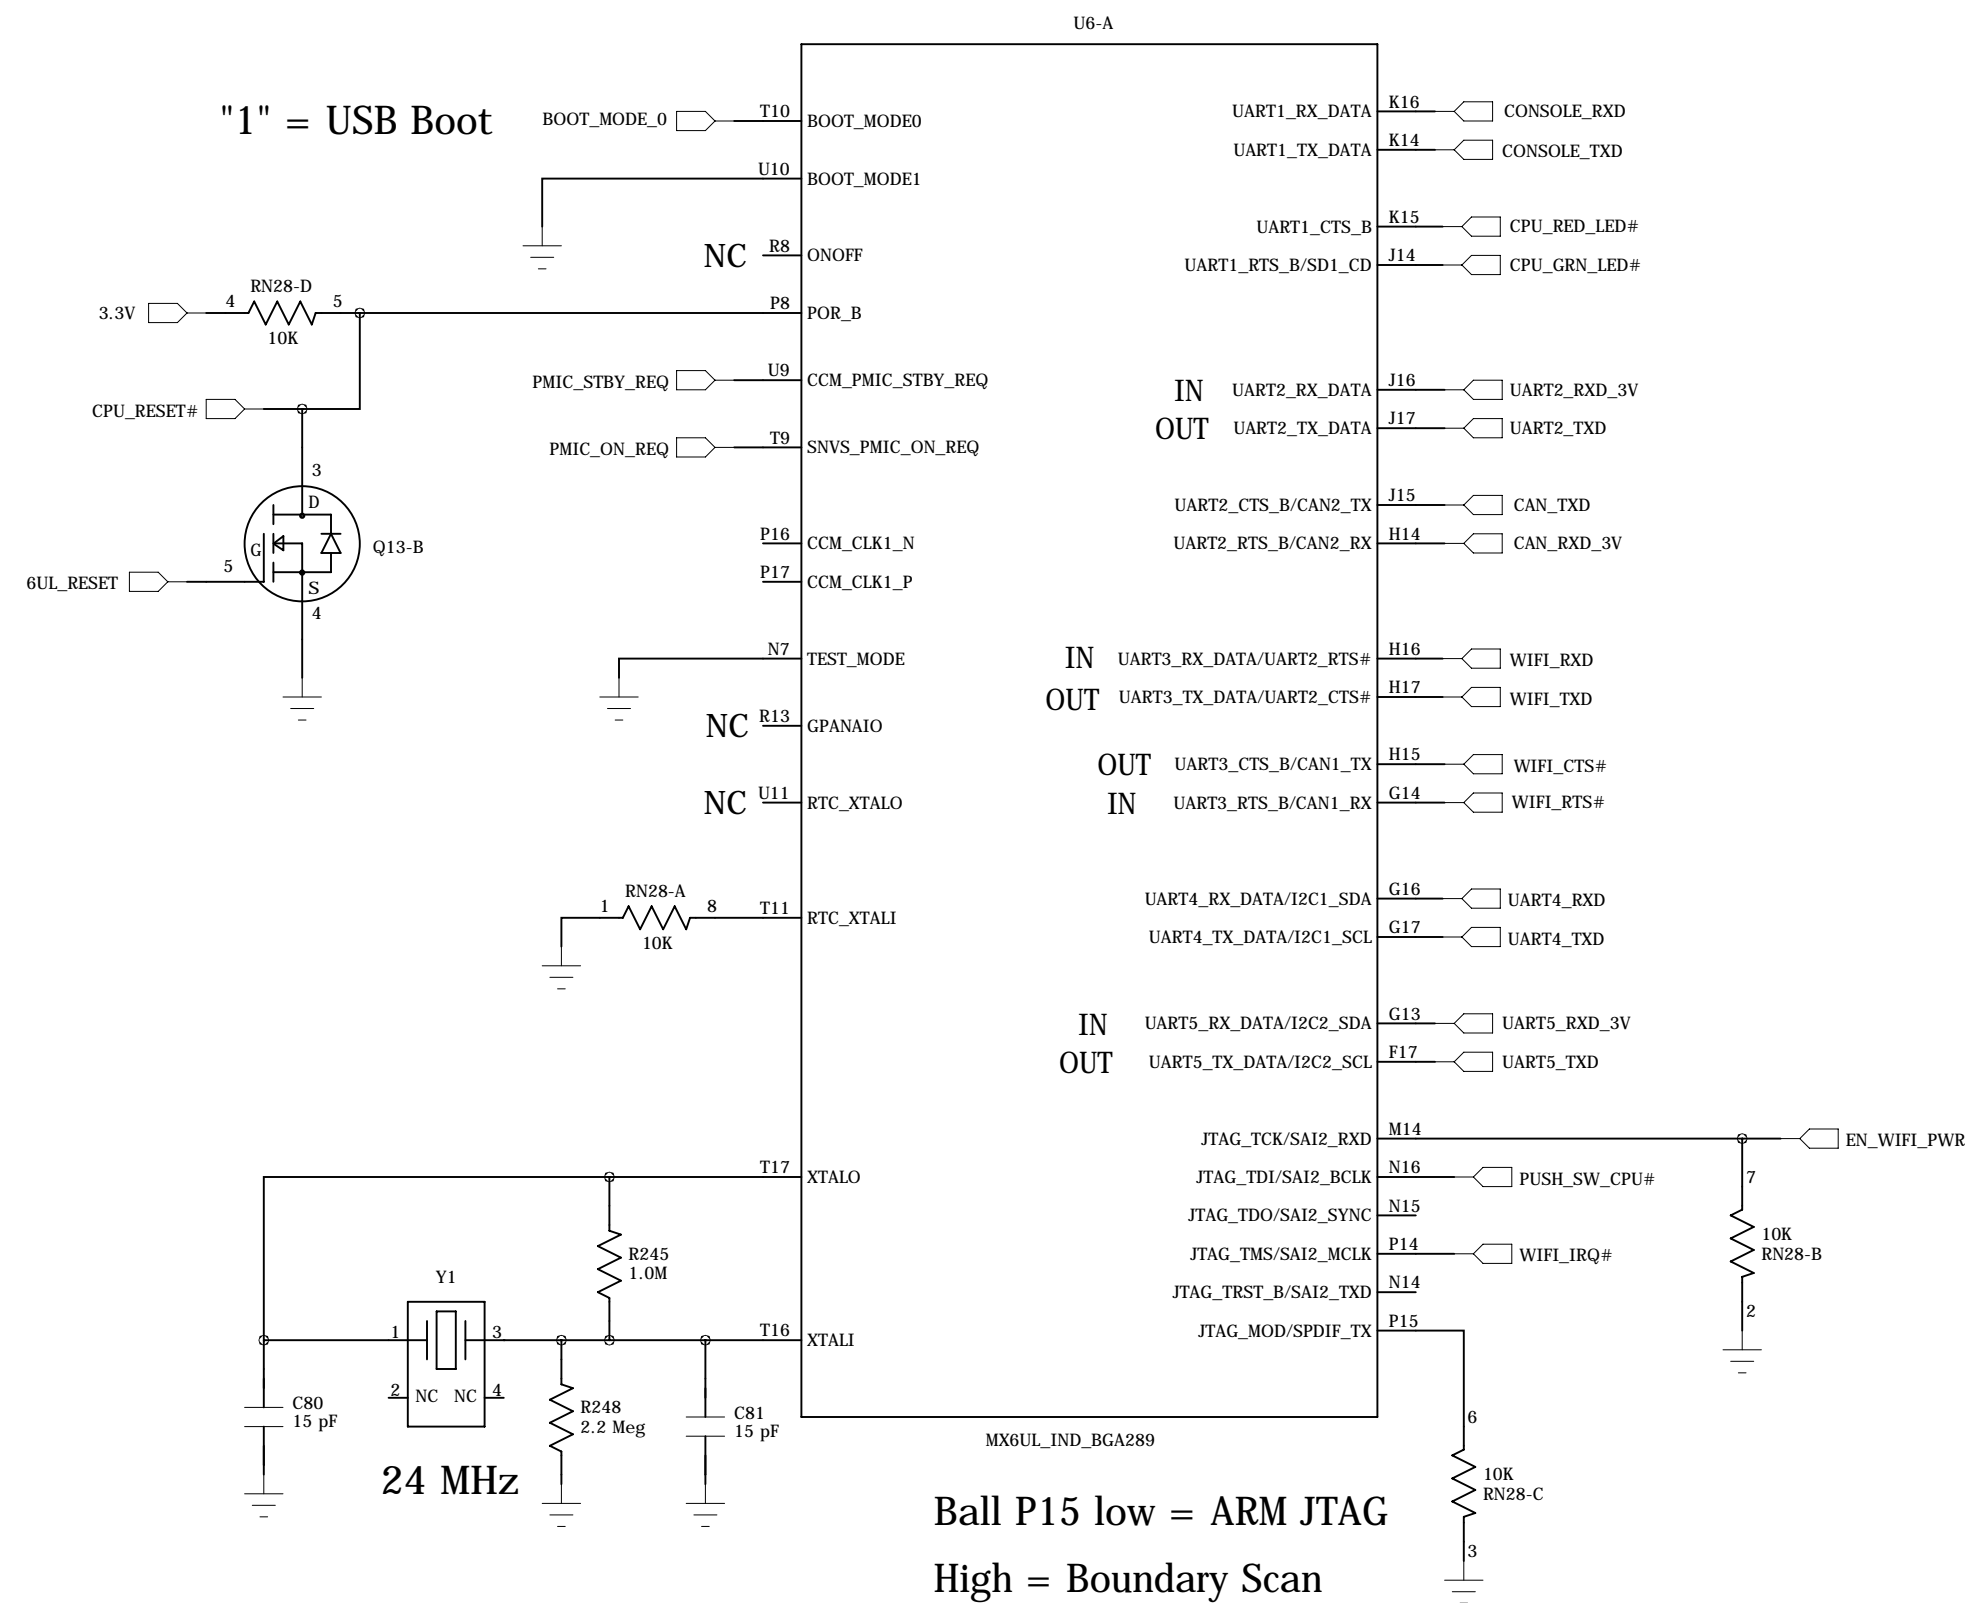 U6-A
"1" = USB Boot
BOOT_MODE_0
T10
BOOT_MODE0
U10
BOOT_MODE1
NC
R8
ONOFF
RN28-D
3.3V
4
5
10K
P8
POR_B
PMIC_STBY_REQ
U9
CCM_PMIC_STBY_REQ
CPU_RESET#
PMIC_ON_REQ
T9
SNVS_PMIC_ON_REQ
3
D
G
S
Q13-B
5
6UL_RESET
4
P16
CCM_CLK1_N
P17
CCM_CLK1_P
N7
TEST_MODE
NC
R13
GPANAIO
NC
U11
RTC_XTALO
RN28-A
1
8
10K
T11
RTC_XTALI
T17
XTALO
R245
1.0M
Y1
1
3
2
NC
NC
4
T16
XTALI
C80
15 pF
R248
2.2 Meg
C81
15 pF
24 MHz
UART1_RX_DATA
K16
CONSOLE_RXD
UART1_TX_DATA
K14
CONSOLE_TXD
UART1_CTS_B
K15
CPU_RED_LED#
UART1_RTS_B/SD1_CD
J14
CPU_GRN_LED#
IN
UART2_RX_DATA
J16
UART2_RXD_3V
OUT
UART2_TX_DATA
J17
UART2_TXD
UART2_CTS_B/CAN2_TX
J15
CAN_TXD
UART2_RTS_B/CAN2_RX
H14
CAN_RXD_3V
IN
UART3_RX_DATA/UART2_RTS#
H16
WIFI_RXD
OUT
UART3_TX_DATA/UART2_CTS#
H17
WIFI_TXD
OUT
UART3_CTS_B/CAN1_TX
H15
WIFI_CTS#
IN
UART3_RTS_B/CAN1_RX
G14
WIFI_RTS#
UART4_RX_DATA/I2C1_SDA
G16
UART4_RXD
UART4_TX_DATA/I2C1_SCL
G17
UART4_TXD
IN
UART5_RX_DATA/I2C2_SDA
G13
UART5_RXD_3V
OUT
UART5_TX_DATA/I2C2_SCL
F17
UART5_TXD
JTAG_TCK/SAI2_RXD
M14
EN_WIFI_PWR
JTAG_TDI/SAI2_BCLK
N16
PUSH_SW_CPU#
JTAG_TDO/SAI2_SYNC
N15
JTAG_TMS/SAI2_MCLK
P14
WIFI_IRQ#
JTAG_TRST_B/SAI2_TXD
N14
JTAG_MOD/SPDIF_TX
P15
7
10K
RN28-B
2
6
10K
RN28-C
3
MX6UL_IND_BGA289
Ball P15 low = ARM JTAG
High = Boundary Scan